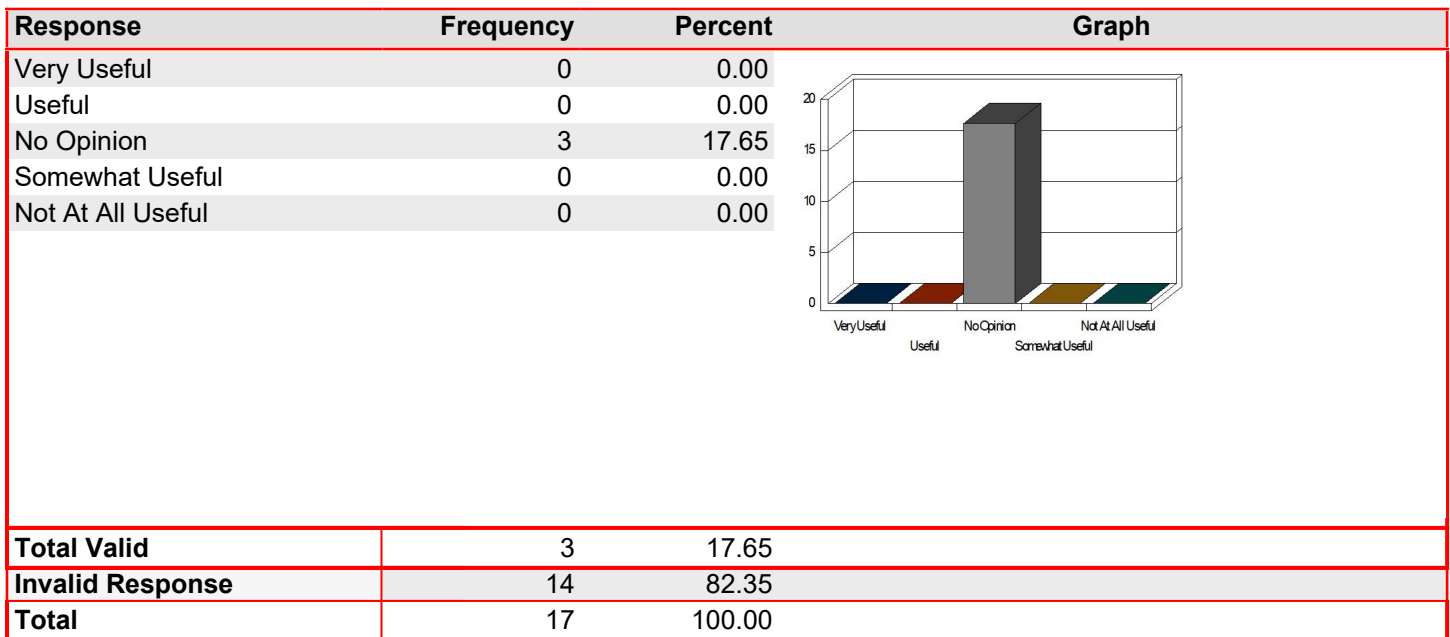 Response Frequency Percent Graph
Very Useful 0 0.00
Useful 0 0.00
No Opinion 3 17.65
Somewhat Useful 0 0.00
Not At All Useful 0 0.00
20
15
10
5
0
Very Useful No Opinion Not At All Useful
Useful Somewhat Useful
Total Valid 3 17.65
Invalid Response 14 82.35
Total 17 100.00